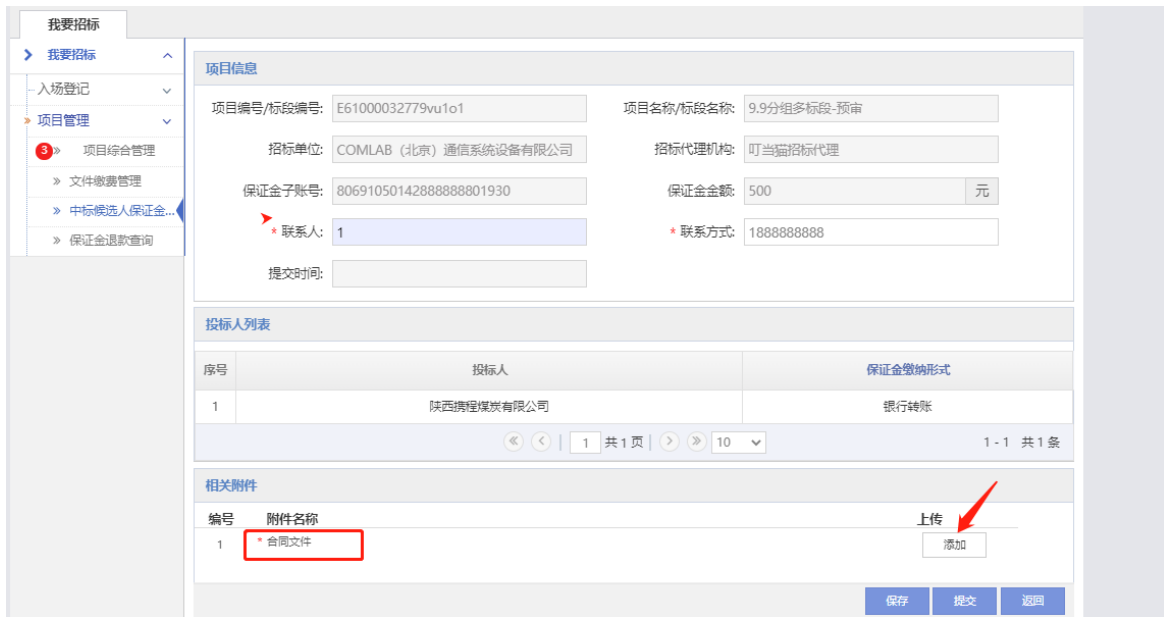 我要招标
我要招标
入场登记
项目管理
3 项目综合管理
文件缴费管理
中标候选人保证金...
保证金退款查询
项目信息
项目编号/标段编号: E61000032779vu1o1 项目名称/标段名称: 9.9分组多标段-预审
招标单位: COMLAB（北京）通信系统设备有限公司 招标代理机构: 叮当猫招标代理
保证金子账号: 80691050142888888801930 保证金金额: 500 元
* 联系人: 1 * 联系方式: 1888888888
提交时间:
投标人列表
序号 投标人 保证金缴纳形式
1 陕西携程煤炭有限公司 银行转账
1 共1页 10 1 - 1 共1条
相关附件
编号 附件名称 上传
1 * 合同文件 添加
保存 提交 返回